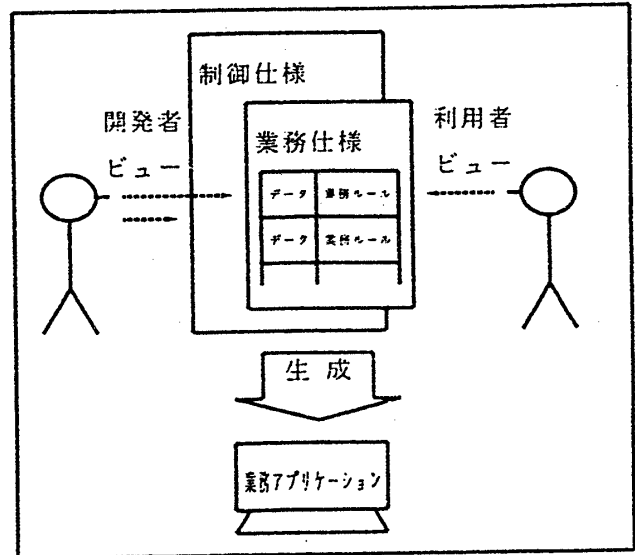 制御仕様
開発者
ビュー
業務仕様
利用者
ビュー
データ 業務ルール
データ 業務ルール
生成
業務アプリケーション